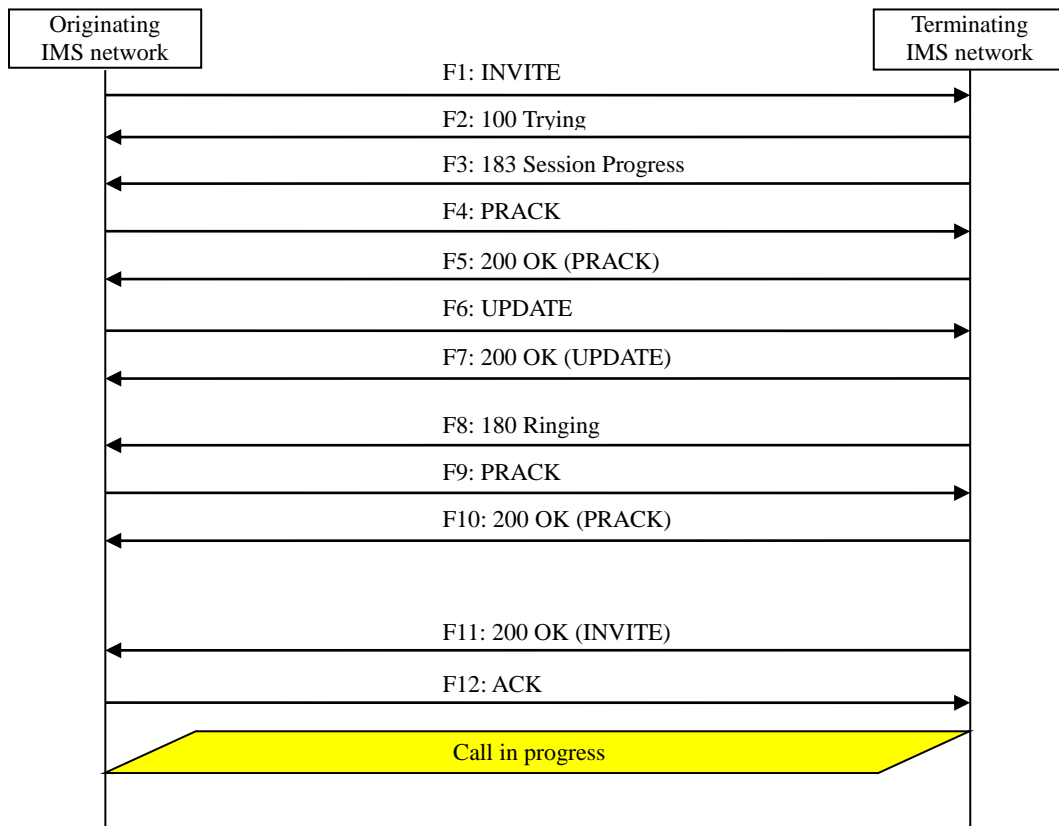 Originating
IMS network
Terminating
IMS network
F1: INVITE
F2: 100 Trying
F3: 183 Session Progress
F4: PRACK
F5: 200 OK (PRACK)
F6: UPDATE
F7: 200 OK (UPDATE)
F8: 180 Ringing
F9: PRACK
F10: 200 OK (PRACK)
F11: 200 OK (INVITE)
F12: ACK
Call in progress